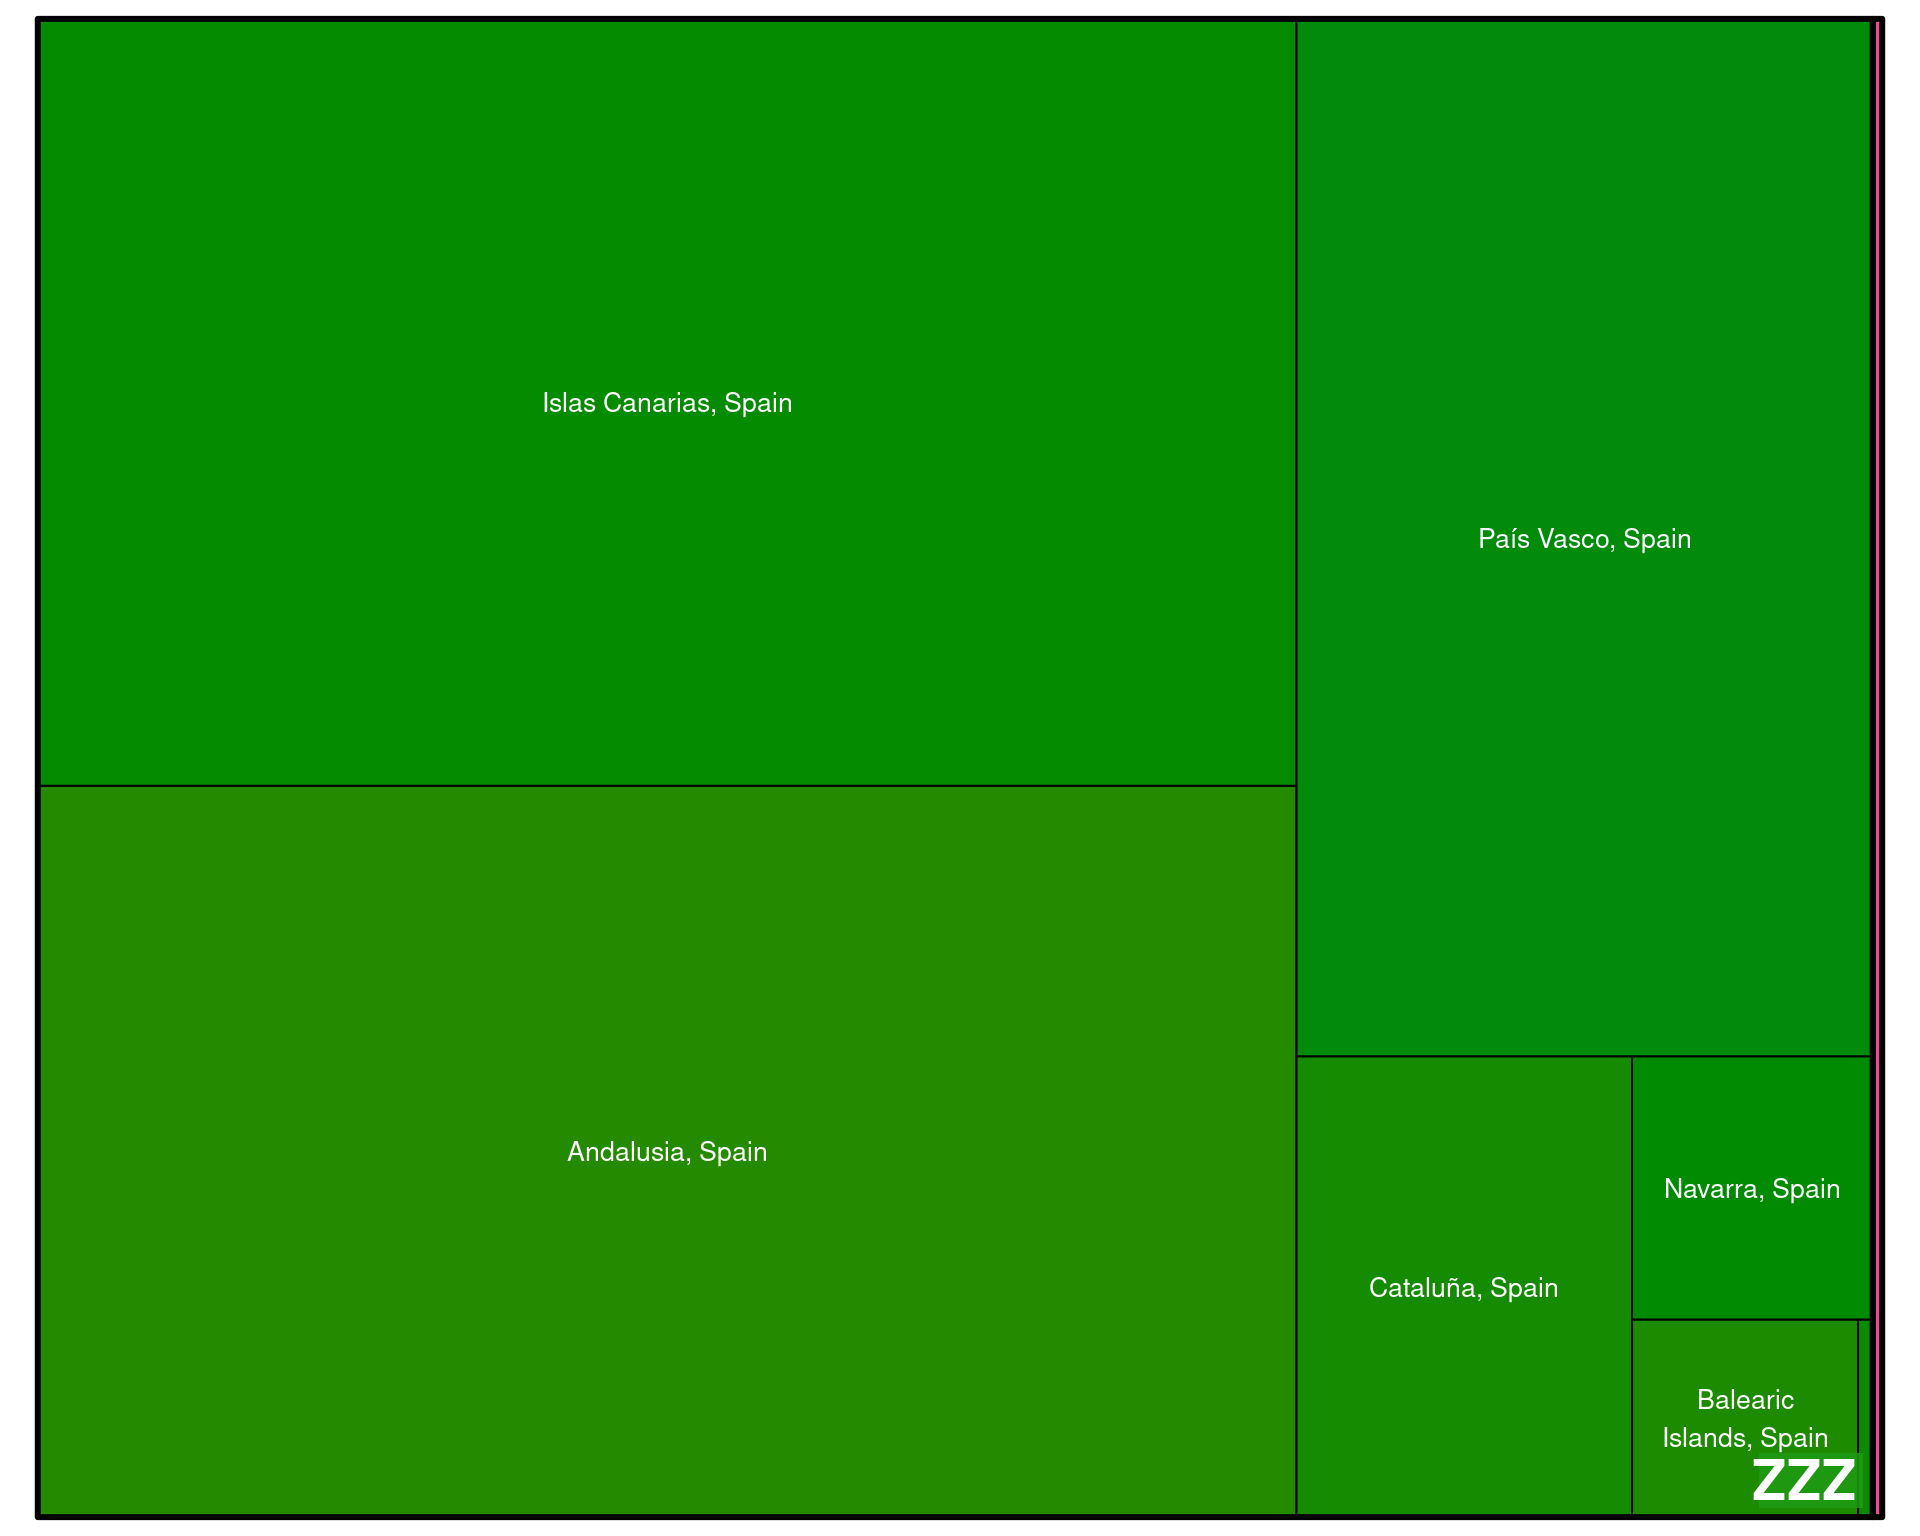 Islas Canarias, Spain
País Vasco, Spain
Andalusia, Spain
Cataluña, Spain
Navarra, Spain
Balearic
Islands, Spain
ZZZ